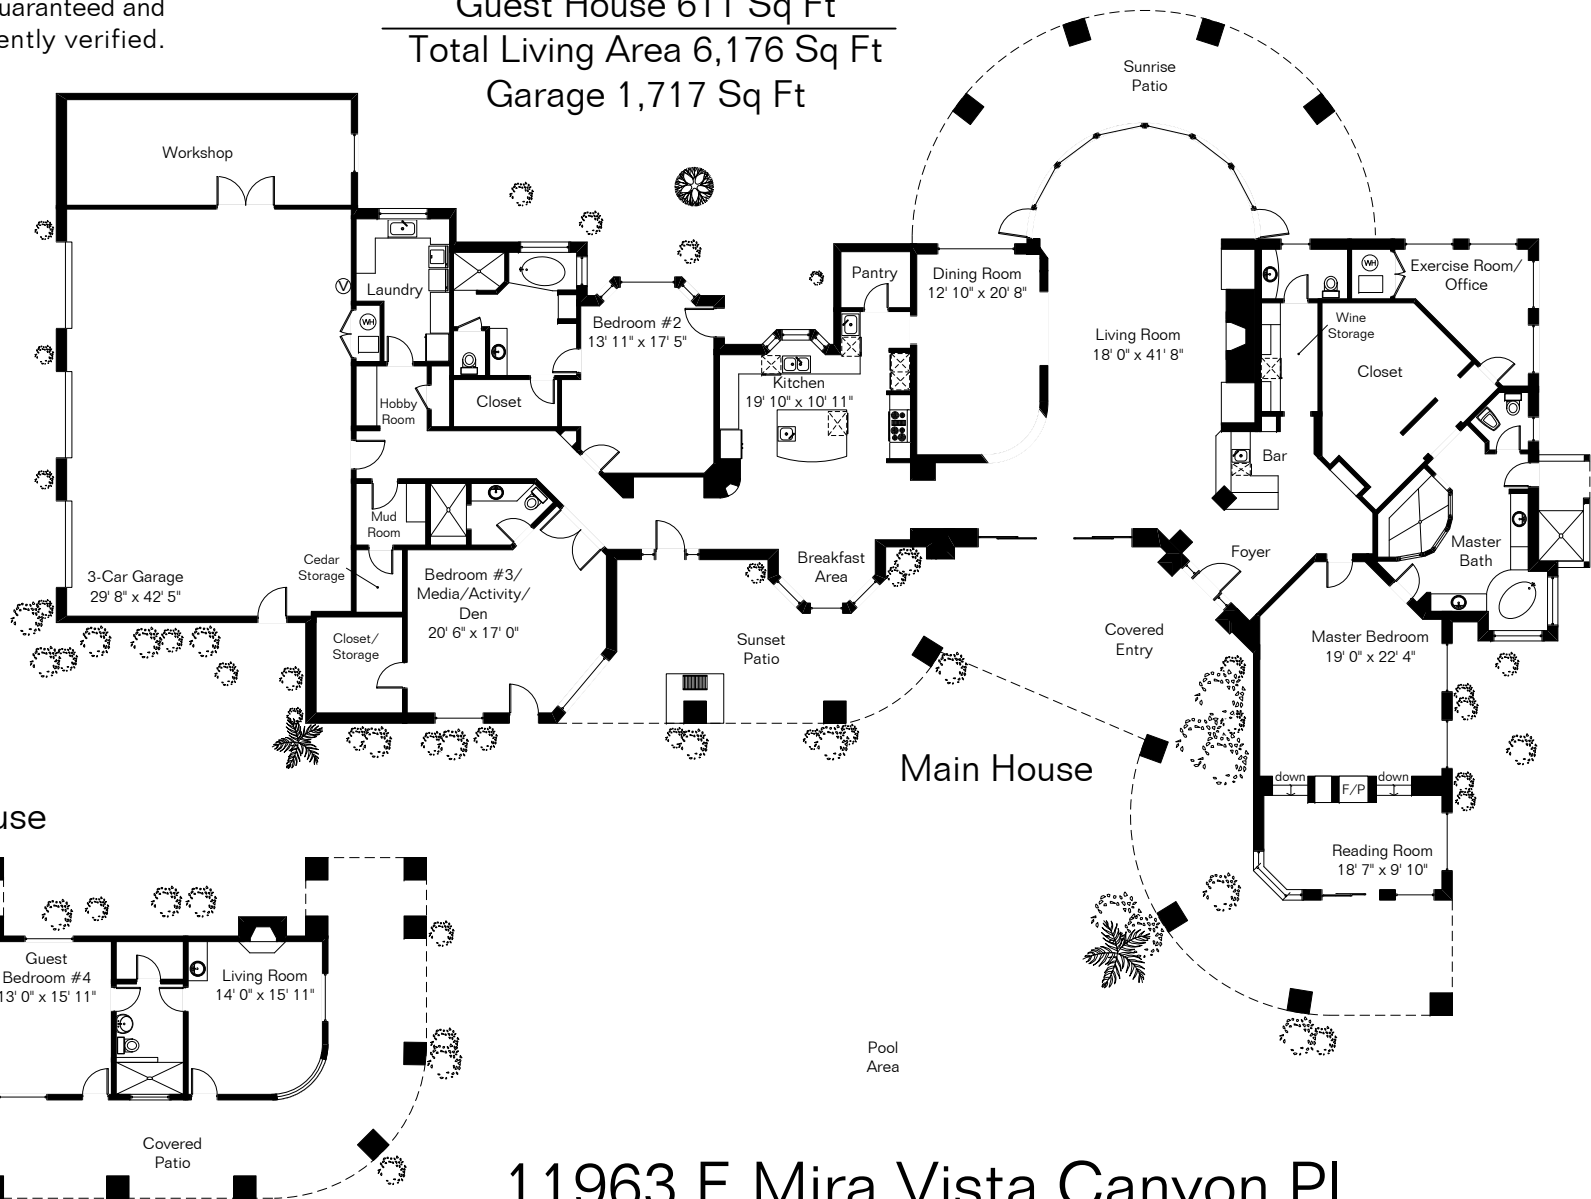 uaranteed and
ently verified.
Guest House 611 Sq Ft
Total Living Area 6,176 Sq Ft
Garage 1,717 Sq Ft
Sunrise
Patio
Workshop
Laundry
WH
V
Pantry
Dining Room
12' 10" x 20' 8"
Living Room
18' 0" x 41' 8"
WH
Exercise Room/
Office
Wine
Storage
Closet
Bedroom #2
13' 11" x 17' 5"
Kitchen
19' 10" x 10' 11"
Closet
Hobby
Room
Bar
Mud
Room
Cedar
Storage
3-Car Garage
29' 8" x 42' 5"
Bedroom #3/
Media/Activity/
Den
20' 6" x 17' 0"
Closet/
Storage
Breakfast
Area
Foyer
Master
Bath
Sunset
Patio
Covered
Entry
Master Bedroom
19' 0" x 22' 4"
Main House
down
F/P
down
Reading Room
18' 7" x 9' 10"
use
Guest
Bedroom #4
13' 0" x 15' 11"
Living Room
14' 0" x 15' 11"
Pool
Area
Covered
Patio
11963 E Mira Vista Canyon Pl